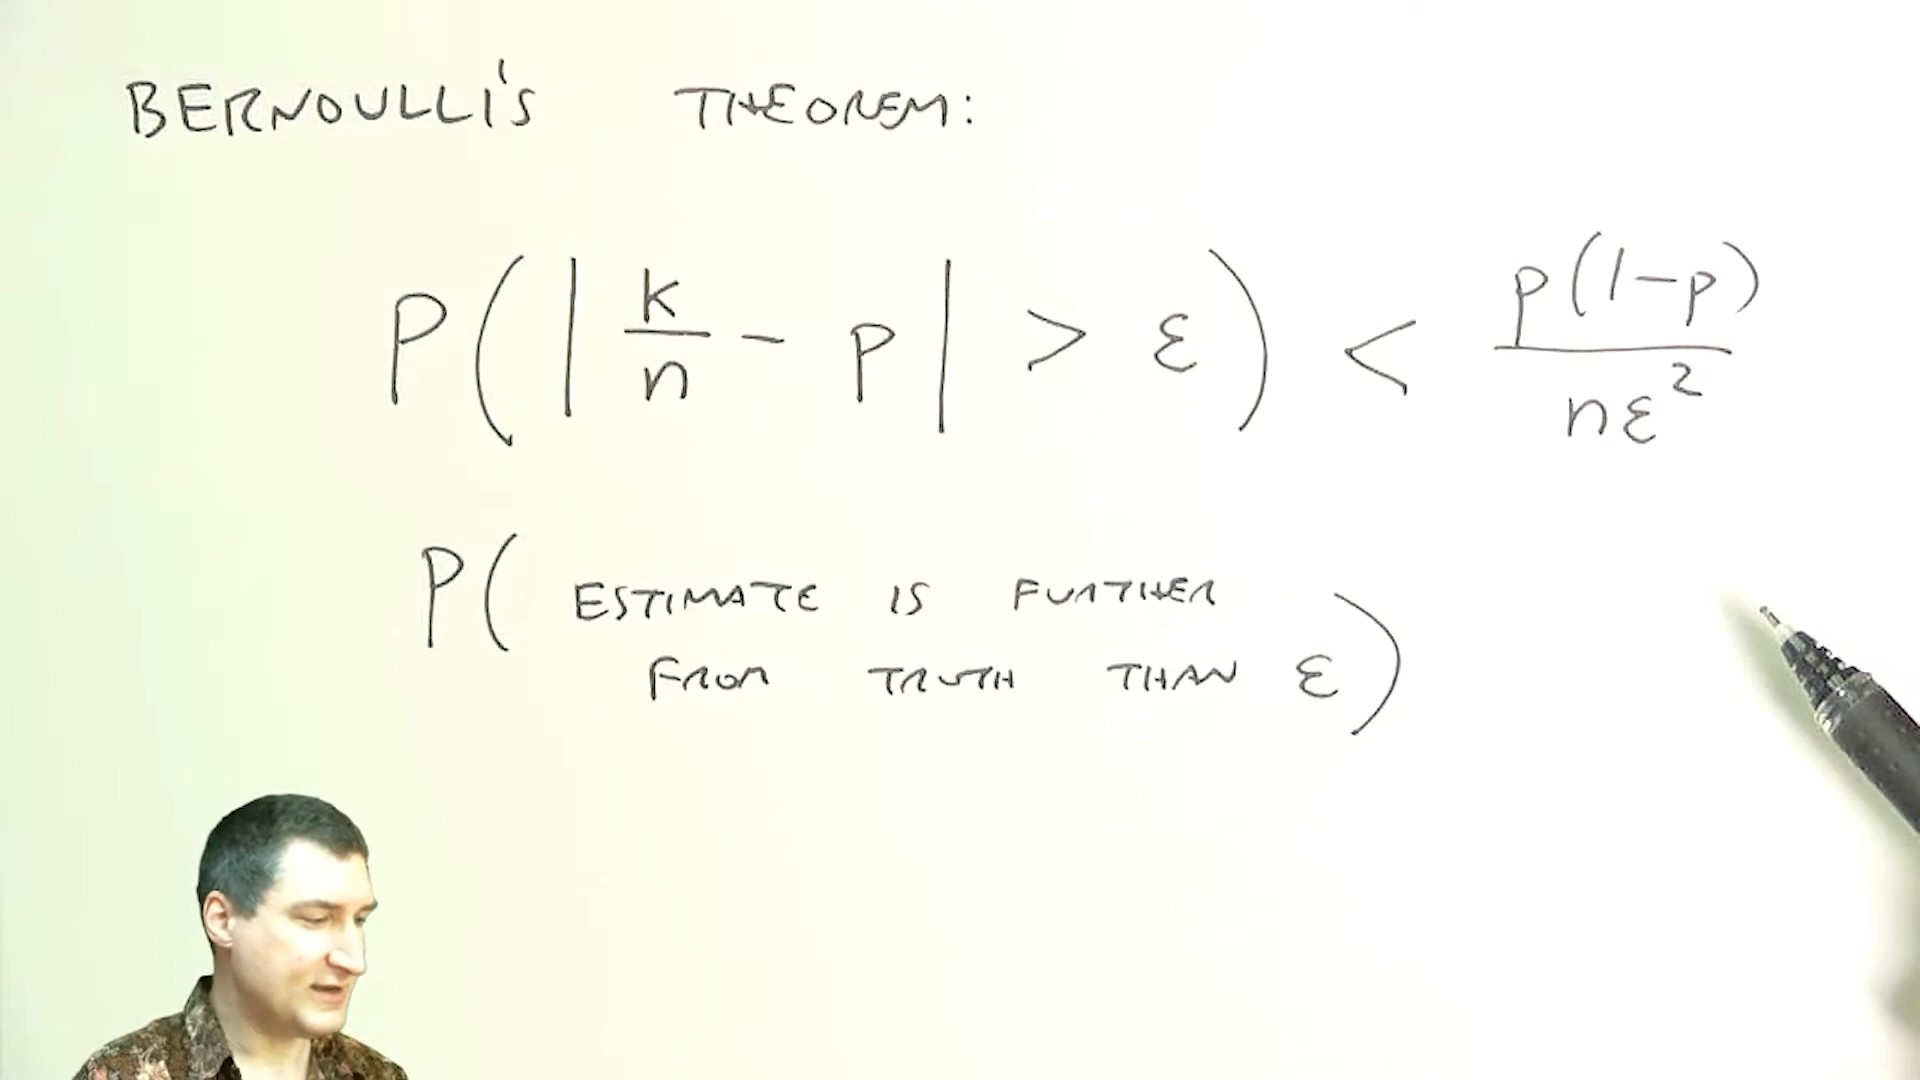 BERNOULLI'S THEOREM:
P(|k/n - p| > ε) < p(1-p)/nε²
P( ESTIMATE IS FURTHER
FROM TRUTH THAN ε )